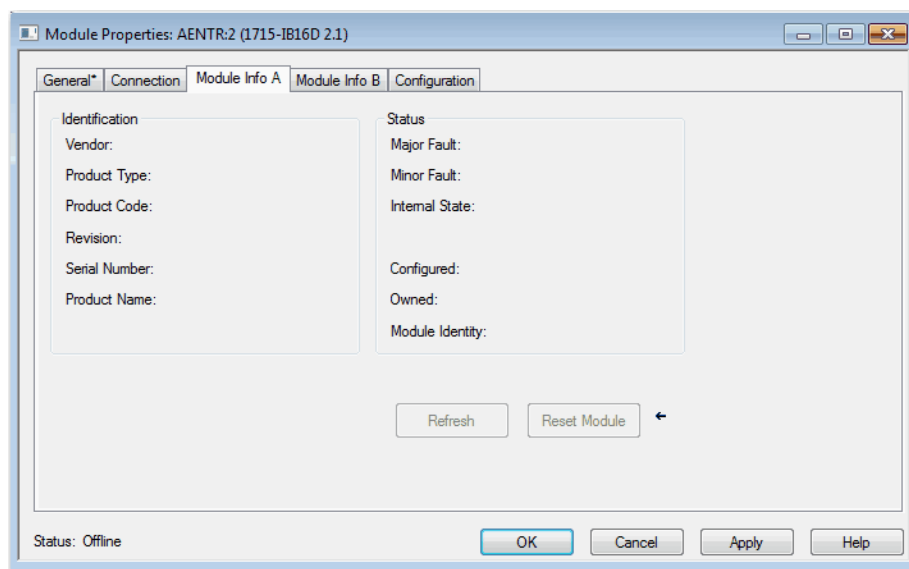 Module Properties: AENTR:2 (1715-IB16D 2.1)
General* Connection Module Info A Module Info B Configuration
Identification
Vendor:
Product Type:
Product Code:
Revision:
Serial Number:
Product Name:
Status
Major Fault:
Minor Fault:
Internal State:
Configured:
Owned:
Module Identity:
Refresh Reset Module
Status: Offline OK Cancel Apply Help